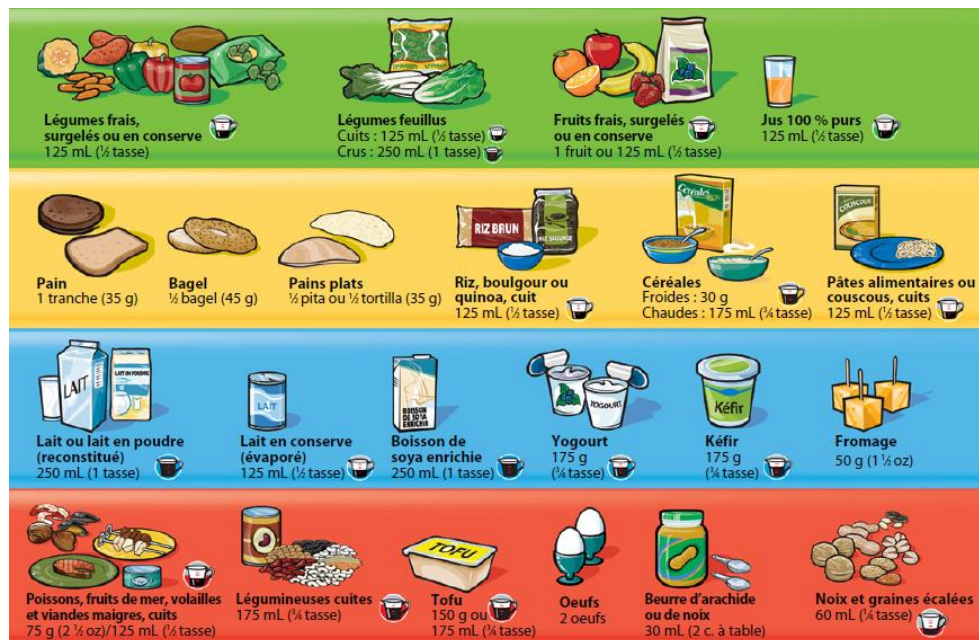 Légumes frais,
surgelés ou en conserve
125 mL (½ tasse)
Légumes feuillus
Cuits : 125 mL (½ tasse)
Crus : 250 mL (1 tasse)
Fruits frais, surgelés
ou en conserve
1 fruit ou 125 mL (½ tasse)
Jus 100 % purs
125 mL (½ tasse)
Pain
1 tranche (35 g)
Bagel
½ bagel (45 g)
Pains plats
½ pita ou ½ tortilla (35 g)
RIZ BRUN
RIZ SAUVAGE
Riz, boulgour ou
quinoa, cuit
125 mL (½ tasse)
Céréales
Céréales
Froides : 30 g
Chaudes : 175 mL (¾ tasse)
COUSCOUS
Pâtes alimentaires ou
couscous, cuits
125 mL (½ tasse)
LAIT
LAIT EN POUDRE
Lait ou lait en poudre
(reconstitué)
250 mL (1 tasse)
LAIT
Lait en conserve
(évaporé)
125 mL (½ tasse)
BOISSON
DE SOYA
ENRICHIE
Boisson de
soya enrichie
250 mL (1 tasse)
YOGOURT
Yogourt
175 g
(¾ tasse)
Kéfir
Kéfir
175 g
(¾ tasse)
Fromage
50 g (1 ½ oz)
Poissons, fruits de mer, volailles
et viandes maigres, cuits
75 g (2 ½ oz)/125 mL (½ tasse)
Légumineuses cuites
175 mL (¾ tasse)
TOFU
Tofu
150 g ou
175 mL (¾ tasse)
Oeufs
2 oeufs
Beurre d'arachide
ou de noix
30 mL (2 c. à table)
Noix et graines écalées
60 mL (¼ tasse)